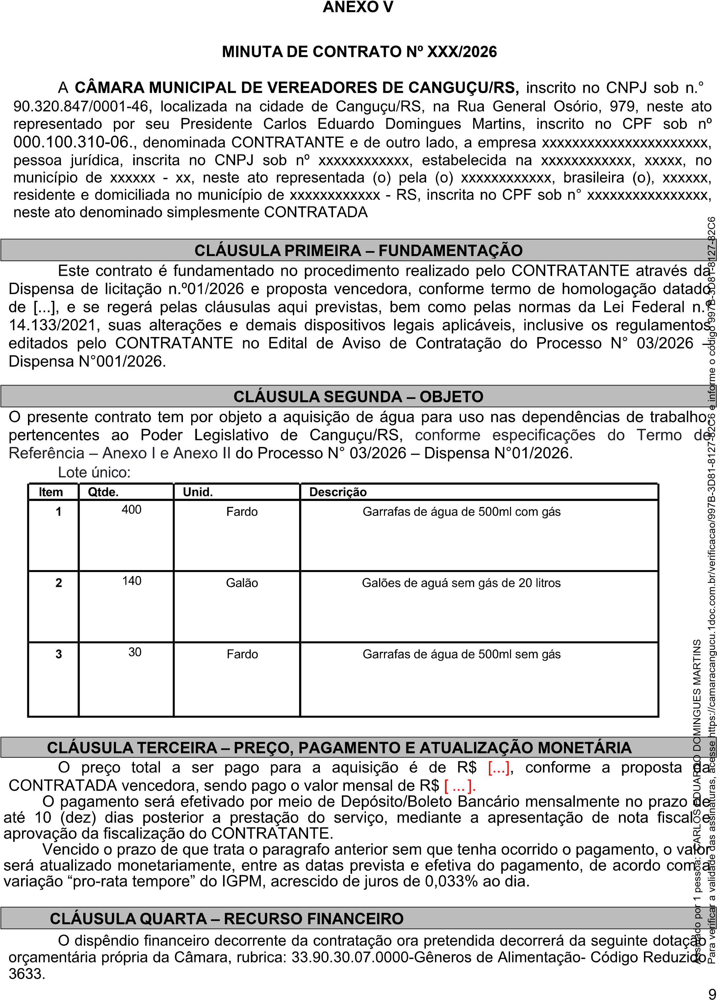 ANEXO V
MINUTA DE CONTRATO Nº XXX/2026
A CÂMARA MUNICIPAL DE VEREADORES DE CANGUÇU/RS, inscrito no CNPJ sob n.°
90.320.847/0001-46, localizada na cidade de Canguçu/RS, na Rua General Osório, 979, neste ato
representado por seu Presidente Carlos Eduardo Domingues Martins, inscrito no CPF sob nº
000.100.310-06., denominada CONTRATANTE e de outro lado, a empresa xxxxxxxxxxxxxxxxxxxxxx,
pessoa jurídica, inscrita no CNPJ sob nº xxxxxxxxxxxx, estabelecida na xxxxxxxxxxxx, xxxxx, no
município de xxxxxx - xx, neste ato representada (o) pela (o) xxxxxxxxxxxx, brasileira (o), xxxxxx,
residente e domiciliada no município de xxxxxxxxxxxx - RS, inscrita no CPF sob n° xxxxxxxxxxxxxxxx,
neste ato denominado simplesmente CONTRATADA
CLÁUSULA PRIMEIRA – FUNDAMENTAÇÃO
Este contrato é fundamentado no procedimento realizado pelo CONTRATANTE através da
Dispensa de licitação n.º01/2026 e proposta vencedora, conforme termo de homologação datado
de [...], e se regerá pelas cláusulas aqui previstas, bem como pelas normas da Lei Federal n.º
14.133/2021, suas alterações e demais dispositivos legais aplicáveis, inclusive os regulamentos
editados pelo CONTRATANTE no Edital de Aviso de Contratação do Processo N° 03/2026 –
Dispensa N°001/2026.
CLÁUSULA SEGUNDA – OBJETO
O presente contrato tem por objeto a aquisição de água para uso nas dependências de trabalho
pertencentes ao Poder Legislativo de Canguçu/RS, conforme especificações do Termo de
Referência – Anexo I e Anexo II do Processo N° 03/2026 – Dispensa N°01/2026.
Lote único:
Item Qtde. Unid. Descrição
1 400 Fardo Garrafas de água de 500ml com gás
2 140 Galão Galões de aguá sem gás de 20 litros
3 30 Fardo Garrafas de água de 500ml sem gás
CLÁUSULA TERCEIRA – PREÇO, PAGAMENTO E ATUALIZAÇÃO MONETÁRIA
O preço total a ser pago para a aquisição é de R$ [...], conforme a proposta da
CONTRATADA vencedora, sendo pago o valor mensal de R$ [ ... ].
O pagamento será efetivado por meio de Depósito/Boleto Bancário mensalmente no prazo de
até 10 (dez) dias posterior a prestação do serviço, mediante a apresentação de nota fiscal e
aprovação da fiscalização do CONTRATANTE.
Vencido o prazo de que trata o paragrafo anterior sem que tenha ocorrido o pagamento, o valor
será atualizado monetariamente, entre as datas prevista e efetiva do pagamento, de acordo com a
variação “pro-rata tempore” do IGPM, acrescido de juros de 0,033% ao dia.
CLÁUSULA QUARTA – RECURSO FINANCEIRO
O dispêndio financeiro decorrente da contratação ora pretendida decorrerá da seguinte dotação
orçamentária própria da Câmara, rubrica: 33.90.30.07.0000-Gêneros de Alimentação- Código Reduzido
3633.
9
Assinado por 1 pessoa: CARLOS EDUARDO DOMINGUES MARTINS
Para verificar a validade das assinaturas, acesse https://camaracangucu.1doc.com.br/verificacao/997B-3D81-8127-82C6 e informe o código 997B-3D81-8127-82C6